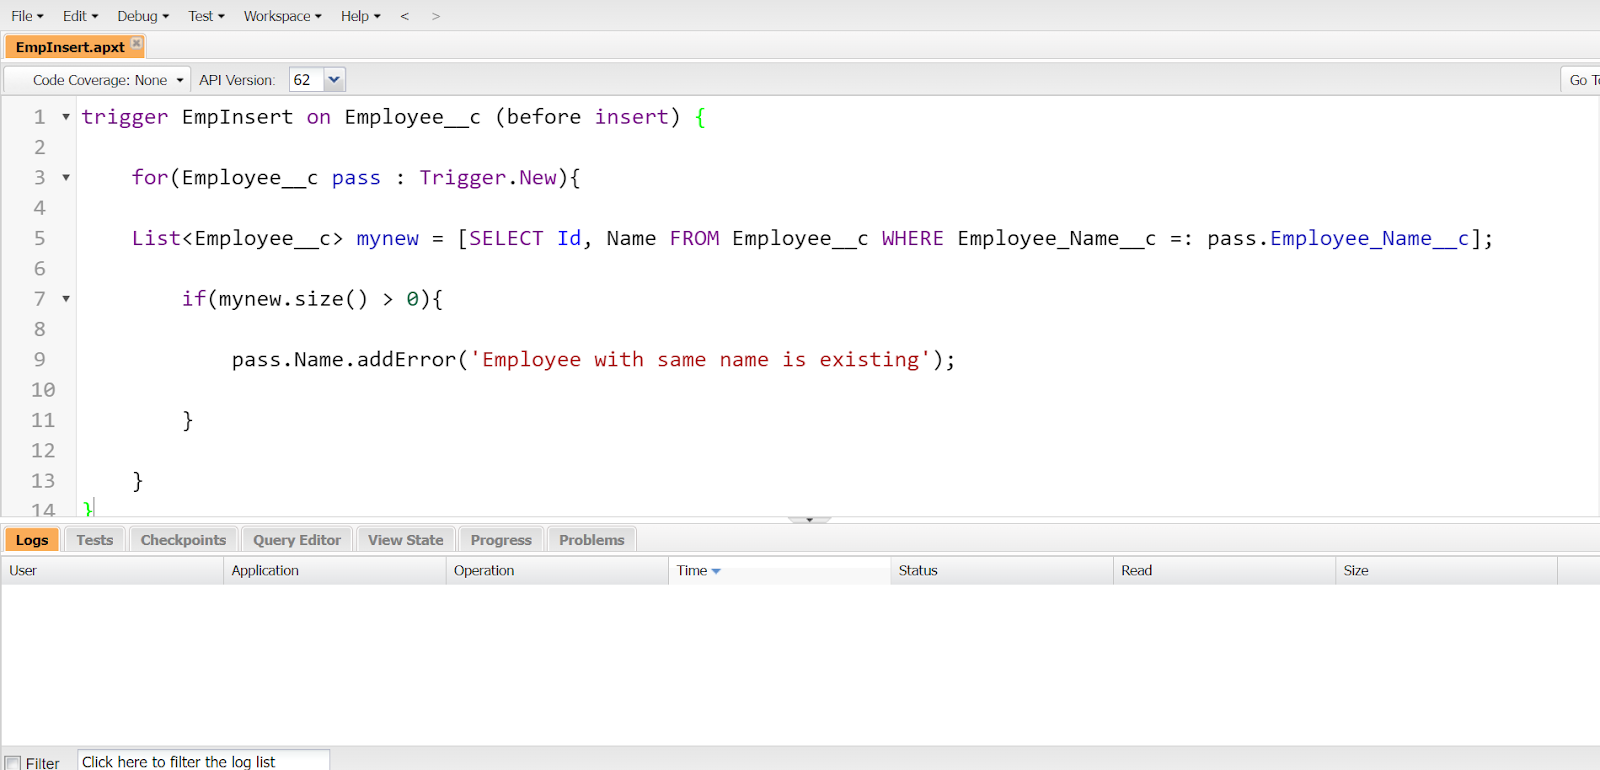 File Edit Debug Test Workspace Help < >
EmpInsert.apxt
Code Coverage: None API Version: 62 Go To
1 trigger EmpInsert on Employee__c (before insert) {
2
3 for(Employee__c pass : Trigger.New){
4
5 List<Employee__c> mynew = [SELECT Id, Name FROM Employee__c WHERE Employee_Name__c =: pass.Employee_Name__c];
6
7 if(mynew.size() > 0){
8
9 pass.Name.addError('Employee with same name is existing');
10
11 }
12
13 }
14 }
Logs Tests Checkpoints Query Editor View State Progress Problems
User Application Operation Time Status Read Size
Filter Click here to filter the log list